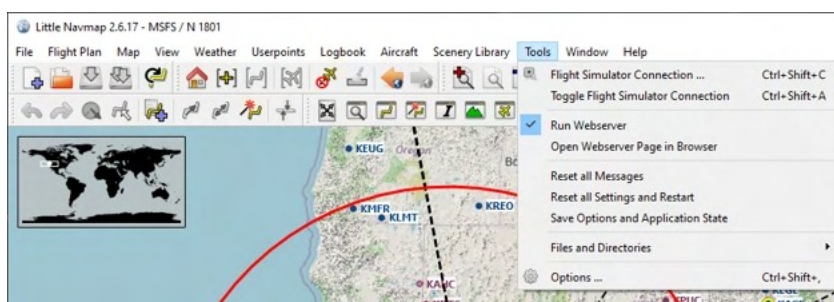 Little Navmap 2.6.17 - MSFS / N 1801
File Flight Plan Map View Weather Userpoints Logbook Aircraft Scenery Library Tools Window Help
Flight Simulator Connection ... Ctrl+Shift+C
Toggle Flight Simulator Connection Ctrl+Shift+A
Run Webserver
Open Webserver Page in Browser
Reset all Messages
Reset all Settings and Restart
Save Options and Application State
Files and Directories
Options ... Ctrl+Shift+,
KEUG Oregon
KMFR
KLMT
KREO